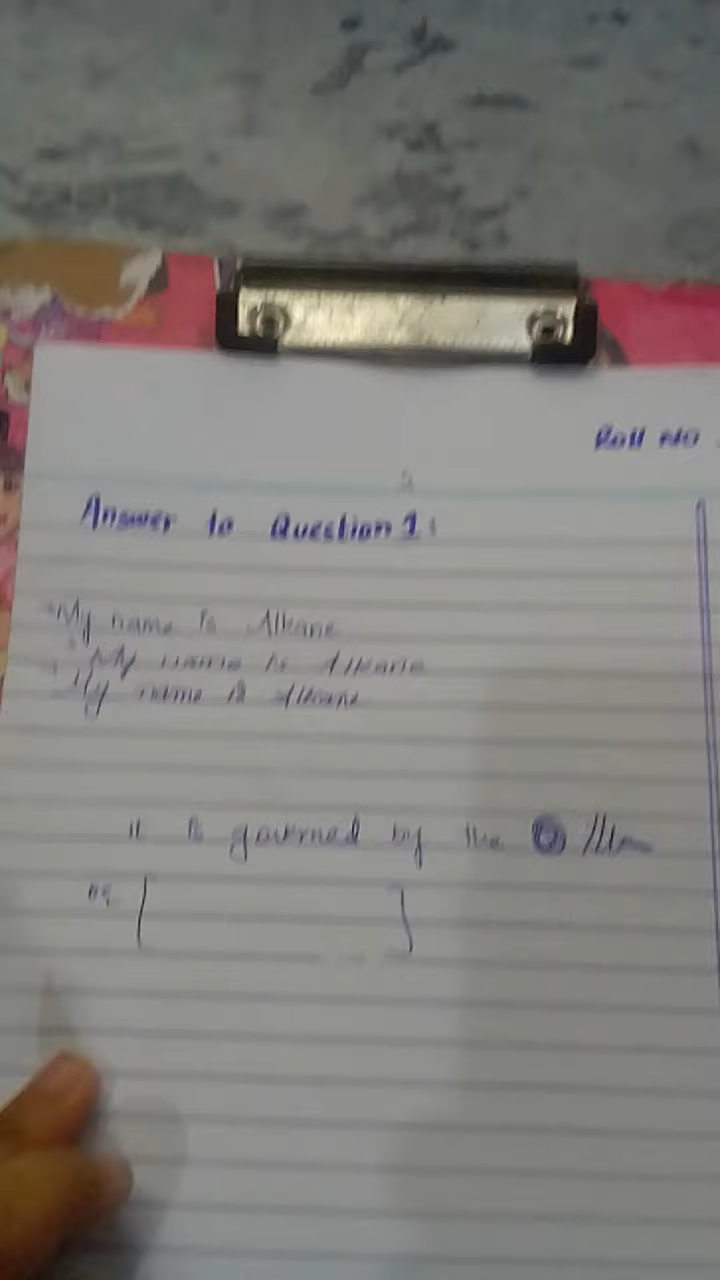 Roll NO
Answer to Question 1:
My name is Alkane
My name is Alkane
My name is Alkane
it is governed by the